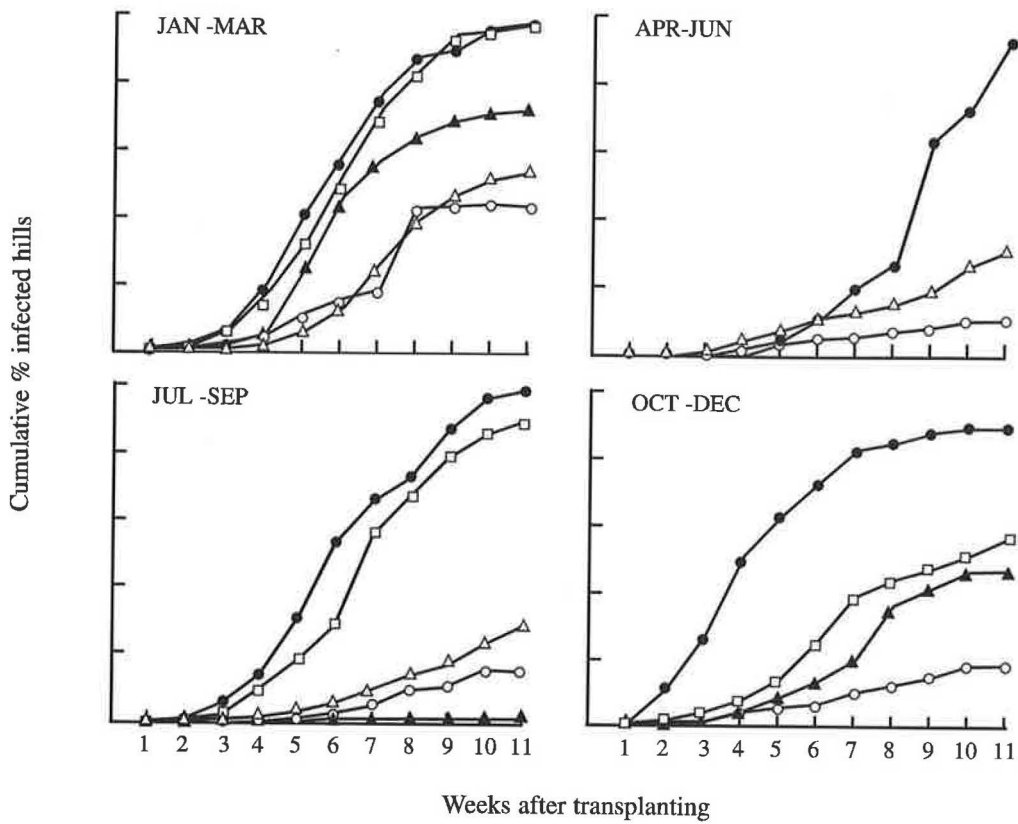 JAN -MAR
APR-JUN
Cumulative % infected hills
JUL -SEP
OCT -DEC
1 2 3 4 5 6 7 8 9 10 11
1 2 3 4 5 6 7 8 9 10 11
Weeks after transplanting